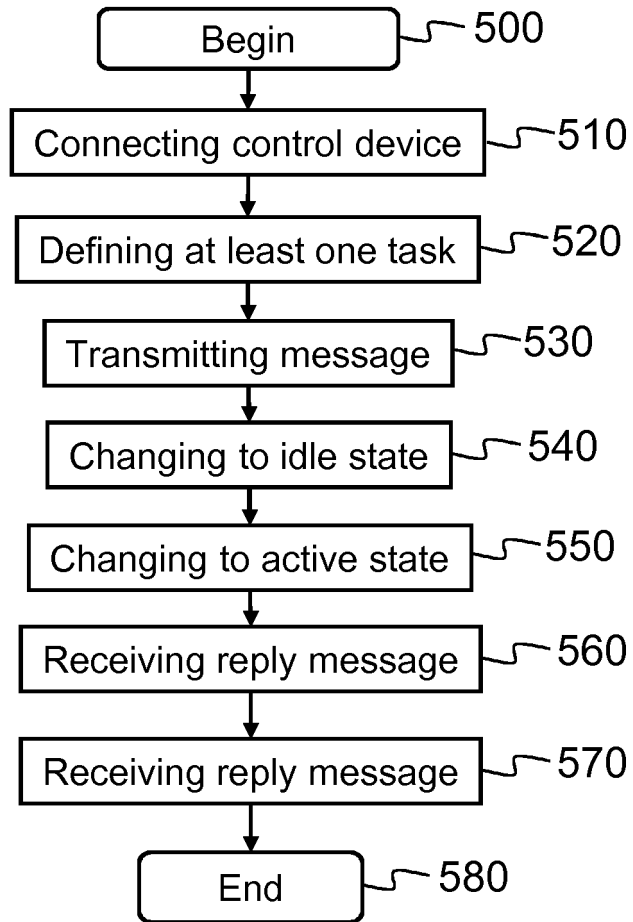 Begin 500
Connecting control device 510
Defining at least one task 520
Transmitting message 530
Changing to idle state 540
Changing to active state 550
Receiving reply message 560
Receiving reply message 570
End 580